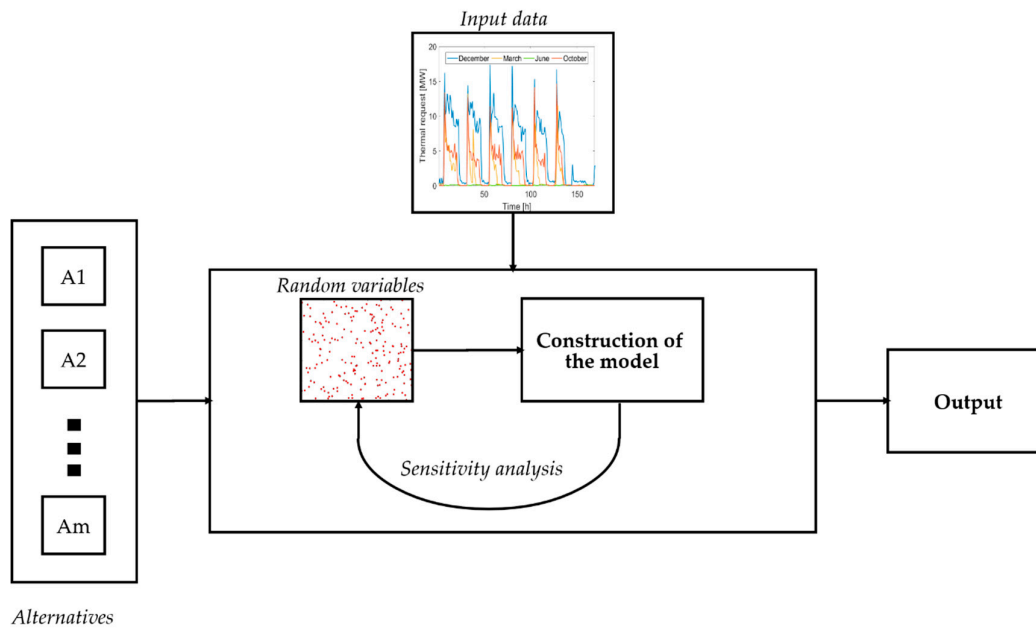 Input data
20
15
10
5
0
Thermal request [MW]
December March June October
50
100
150
Time [h]
A1
A2
Am
Alternatives
Random variables
Construction of
the model
Sensitivity analysis
Output